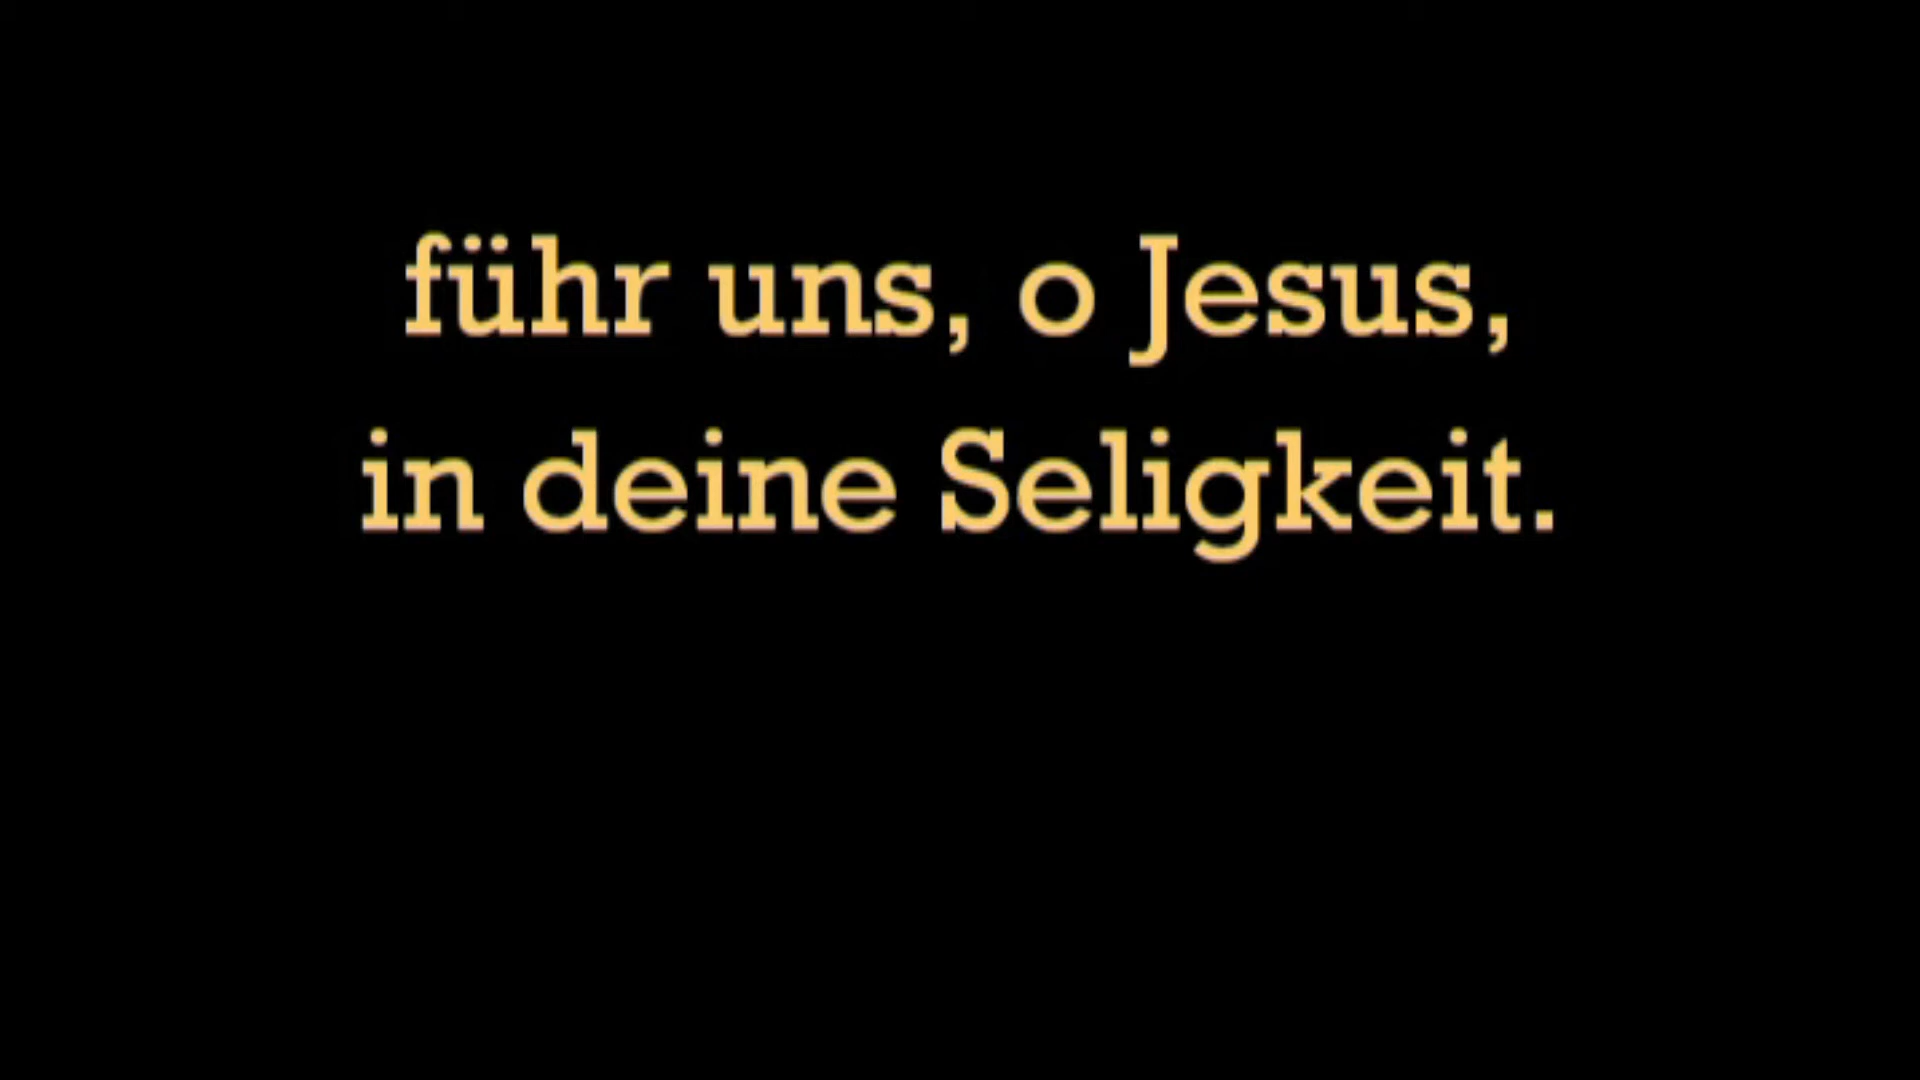 führ uns, o Jesus,
in deine Seligkeit.